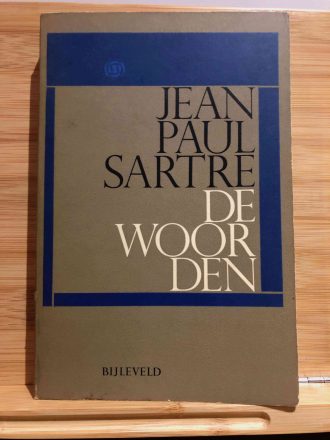 JEAN
PAUL
SARTRE
DE
WOOR
DEN
BIJLEVELD